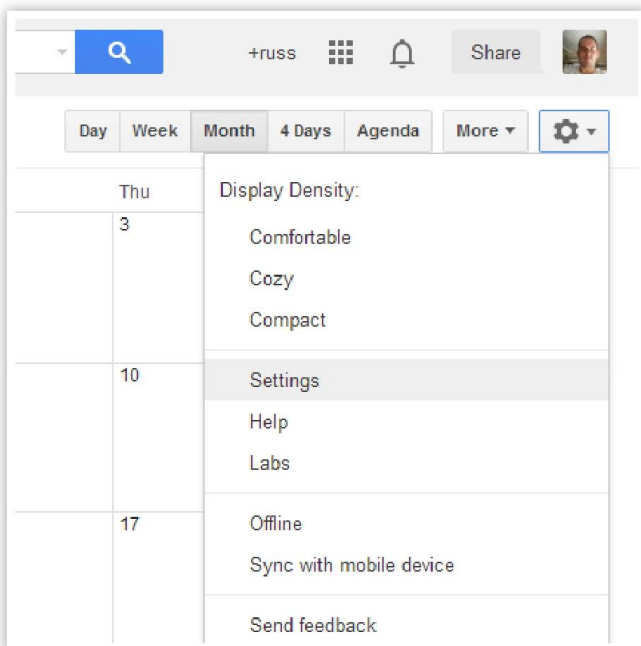 +russ Share
Day Week Month 4 Days Agenda More
Thu
3
10
17
Display Density:
Comfortable
Cozy
Compact
Settings
Help
Labs
Offline
Sync with mobile device
Send feedback